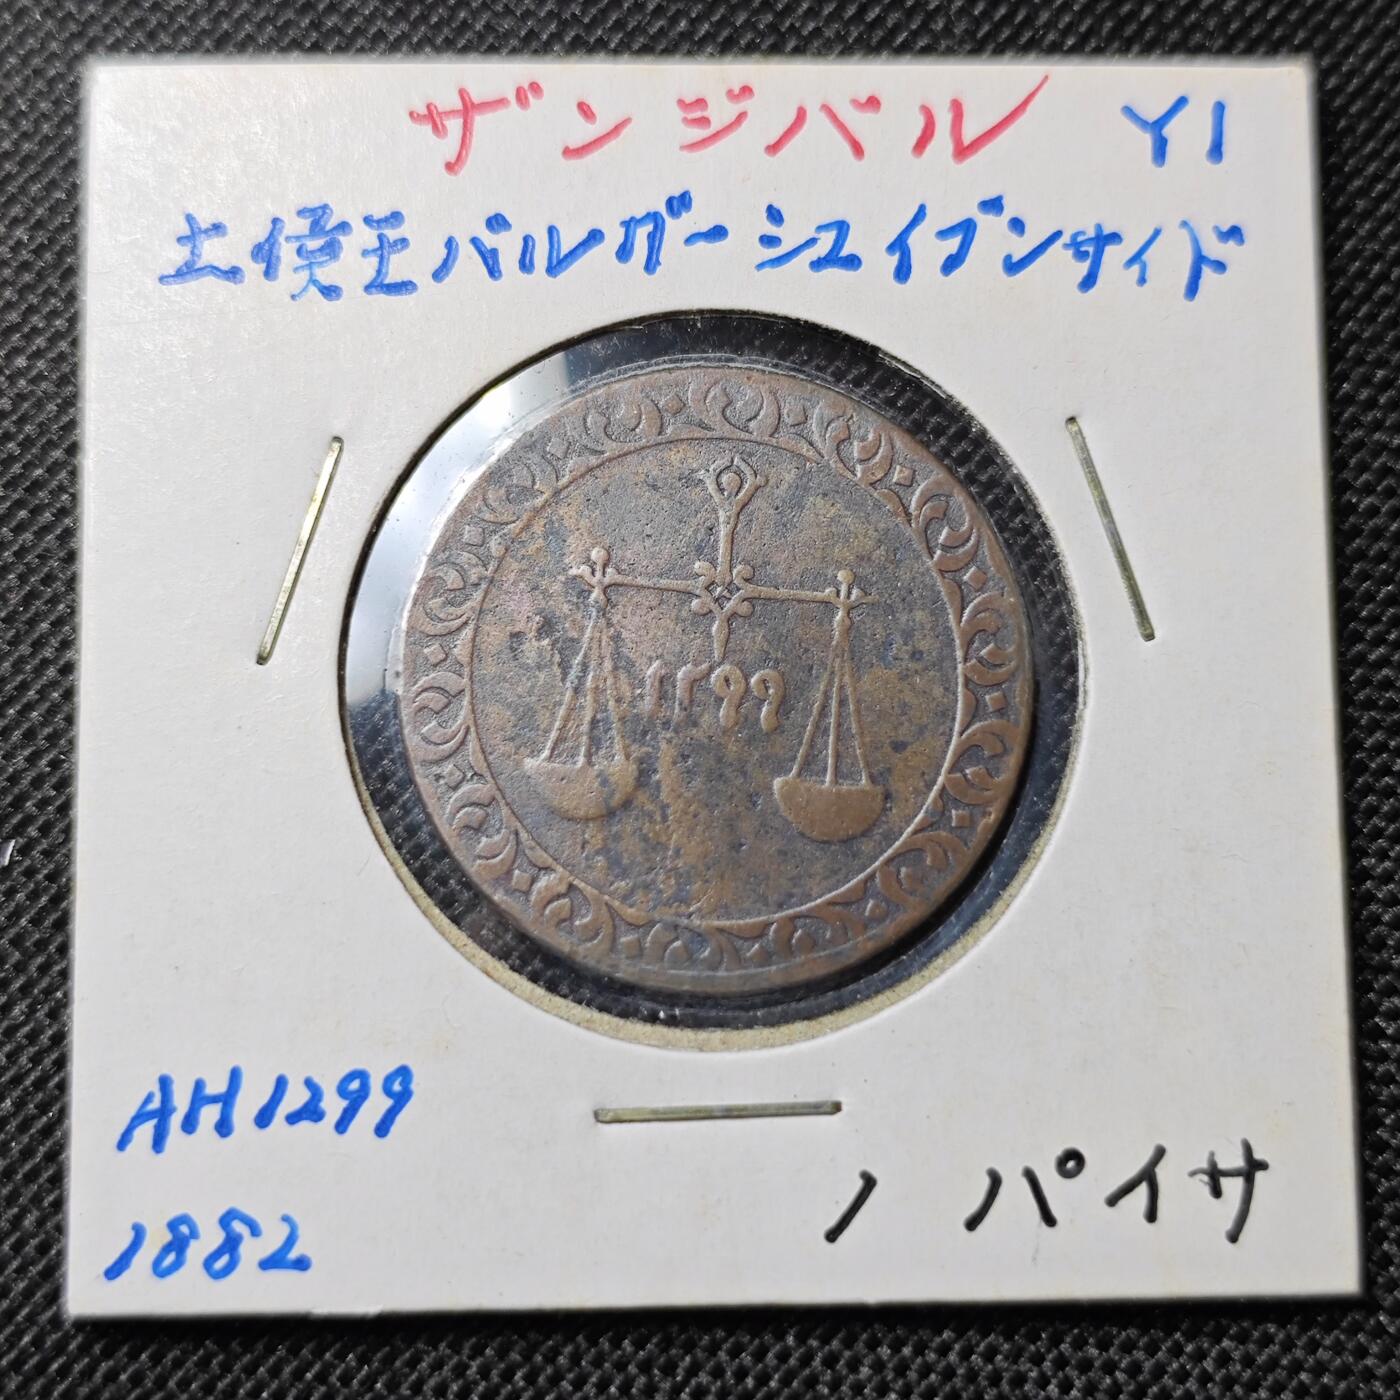 ザンジバル Y1
土侯王バルガーシュイブンサイド
١٢٩٩
AH1299
1882
1 パイサ